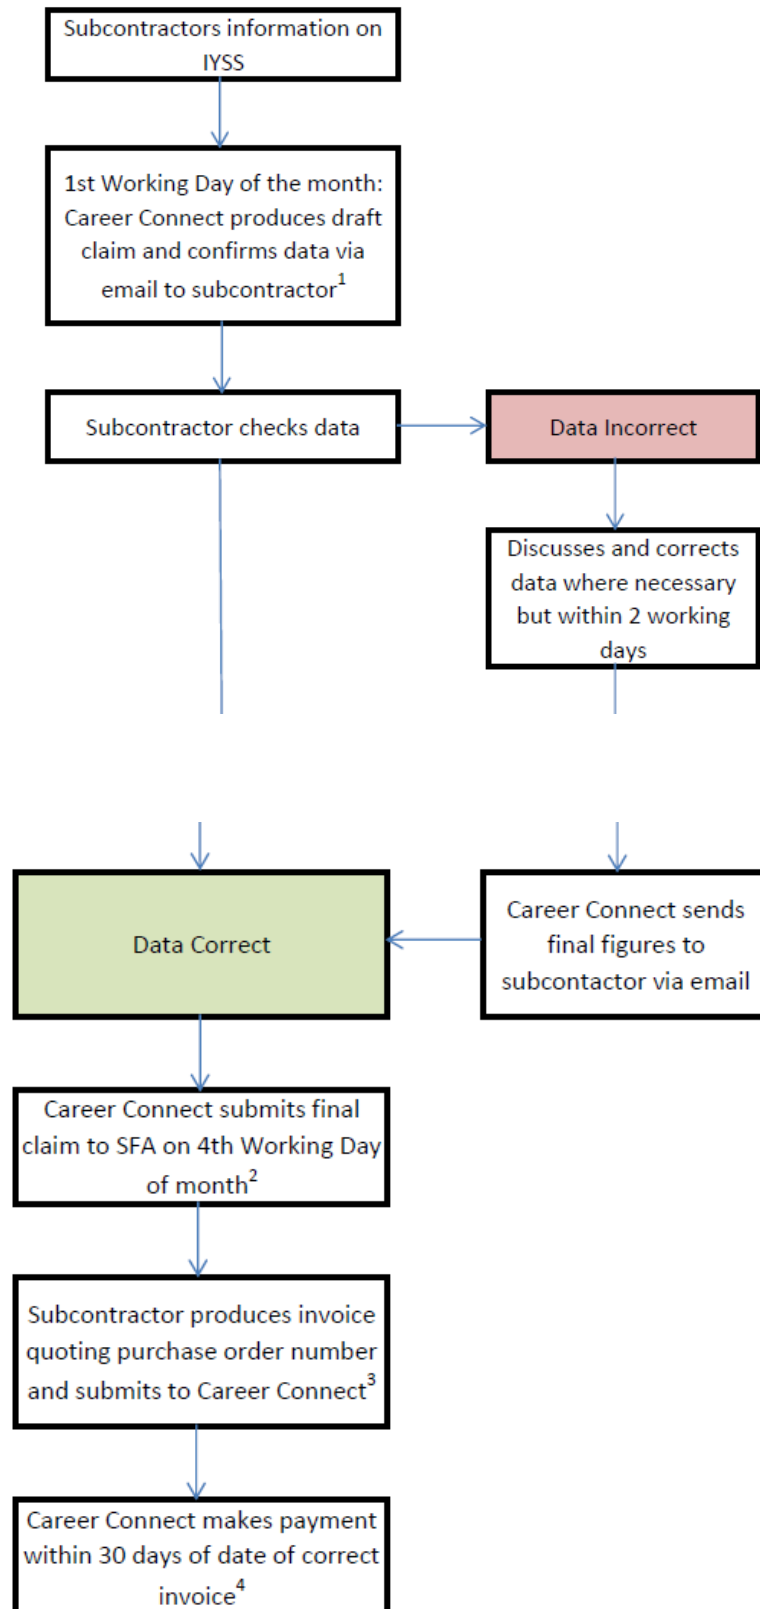 Subcontractors information on
IYSS
1st Working Day of the month:
Career Connect produces draft
claim and confirms data via
email to subcontractor1
Subcontractor checks data
Data Incorrect
Discusses and corrects
data where necessary
but within 2 working
days
Data Correct
Career Connect sends
final figures to
subcontactor via email
Career Connect submits final
claim to SFA on 4th Working Day
of month2
Subcontractor produces invoice
quoting purchase order number
and submits to Career Connect3
Career Connect makes payment
within 30 days of date of correct
invoice4